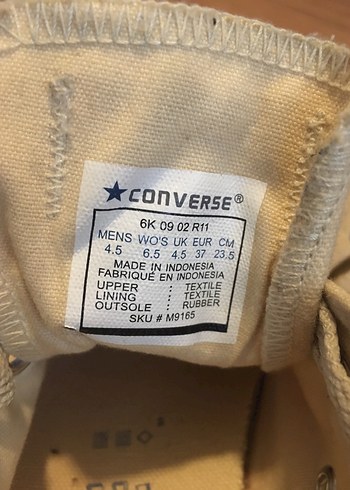 ★CONVERSE®
6K 09 02 R11
MENS WO'S UK EUR CM
4.5 6.5 4.5 37 23.5
MADE IN INDONESIA
FABRIQUÉ EN INDONESIA
UPPER : TEXTILE
LINING : TEXTILE
OUTSOLE : RUBBER
SKU # M9165